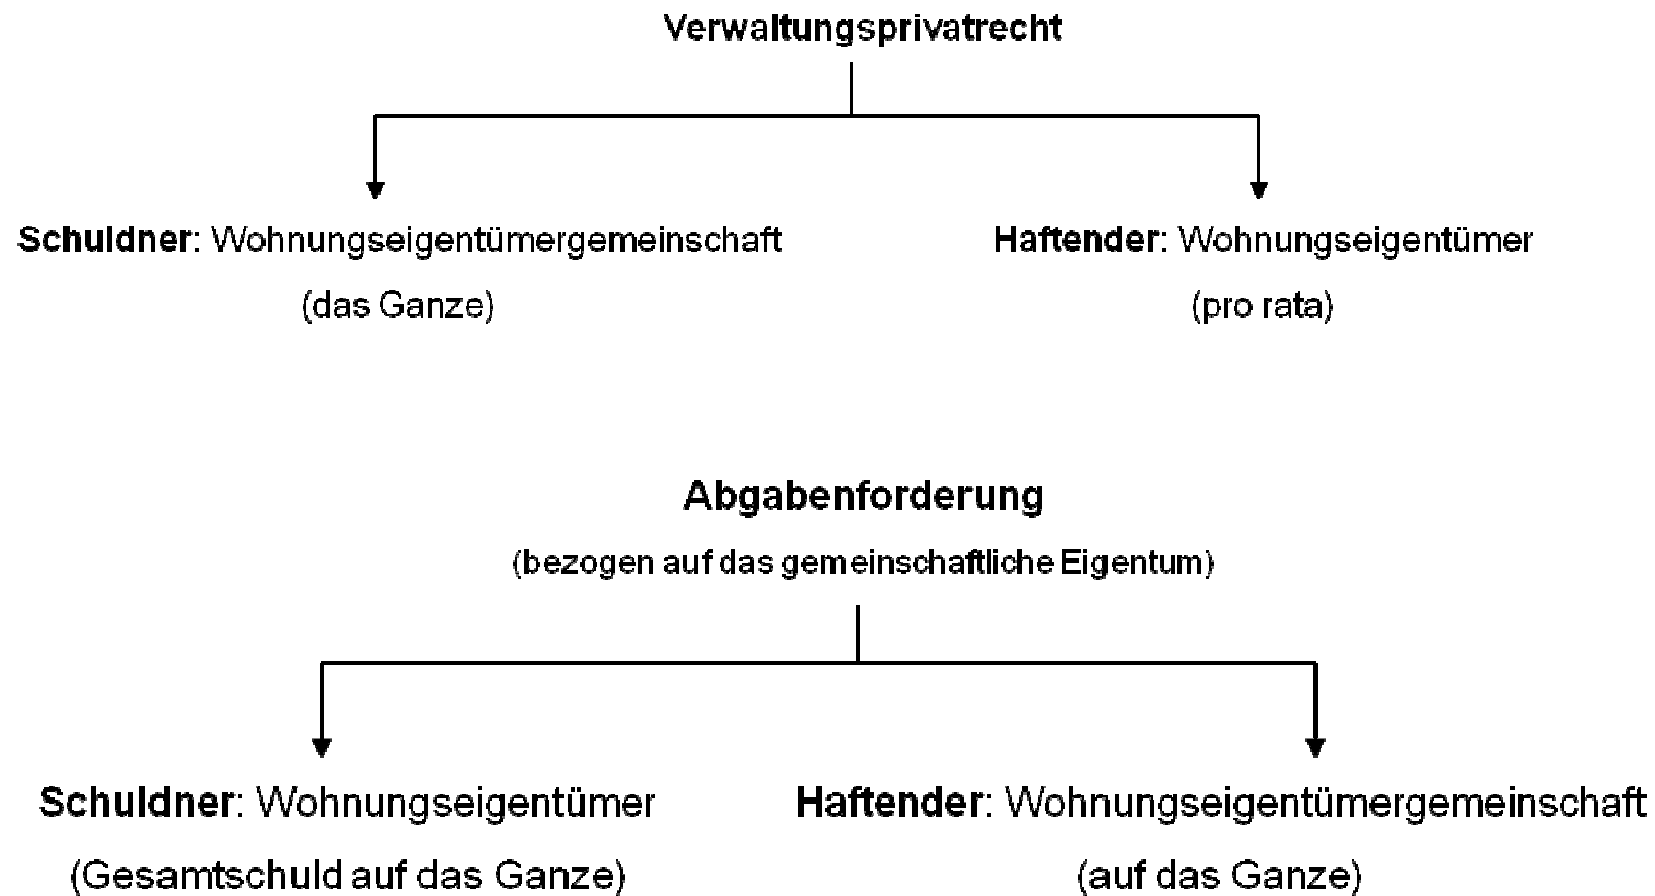 Verwaltungsprivatrecht
Schuldner: Wohnungseigentümergemeinschaft
(das Ganze)
Haftender: Wohnungseigentümer
(pro rata)
Abgabenforderung
(bezogen auf das gemeinschaftliche Eigentum)
Schuldner: Wohnungseigentümer
(Gesamtschuld auf das Ganze)
Haftender: Wohnungseigentümergemeinschaft
(auf das Ganze)